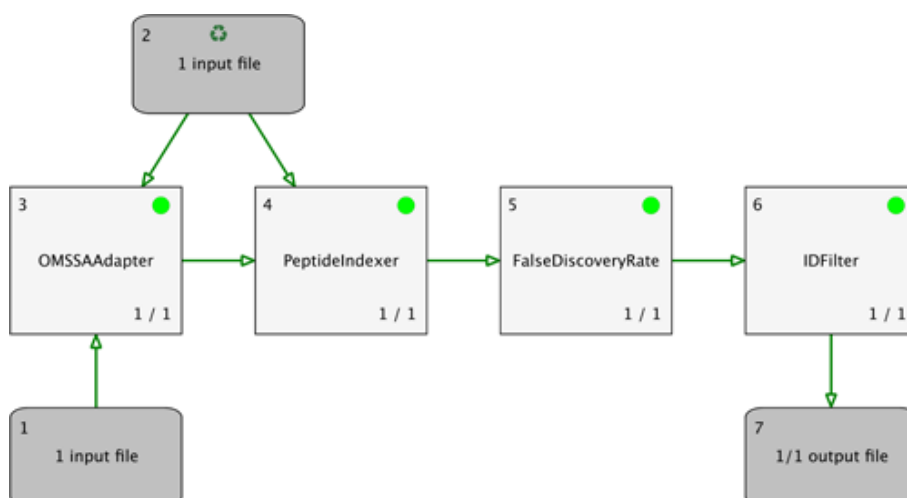 2
1 input file
3
OMSSAAdapter
1 / 1
4
PeptideIndexer
1 / 1
5
FalseDiscoveryRate
1 / 1
6
IDFilter
1 / 1
1
1 input file
7
1/1 output file